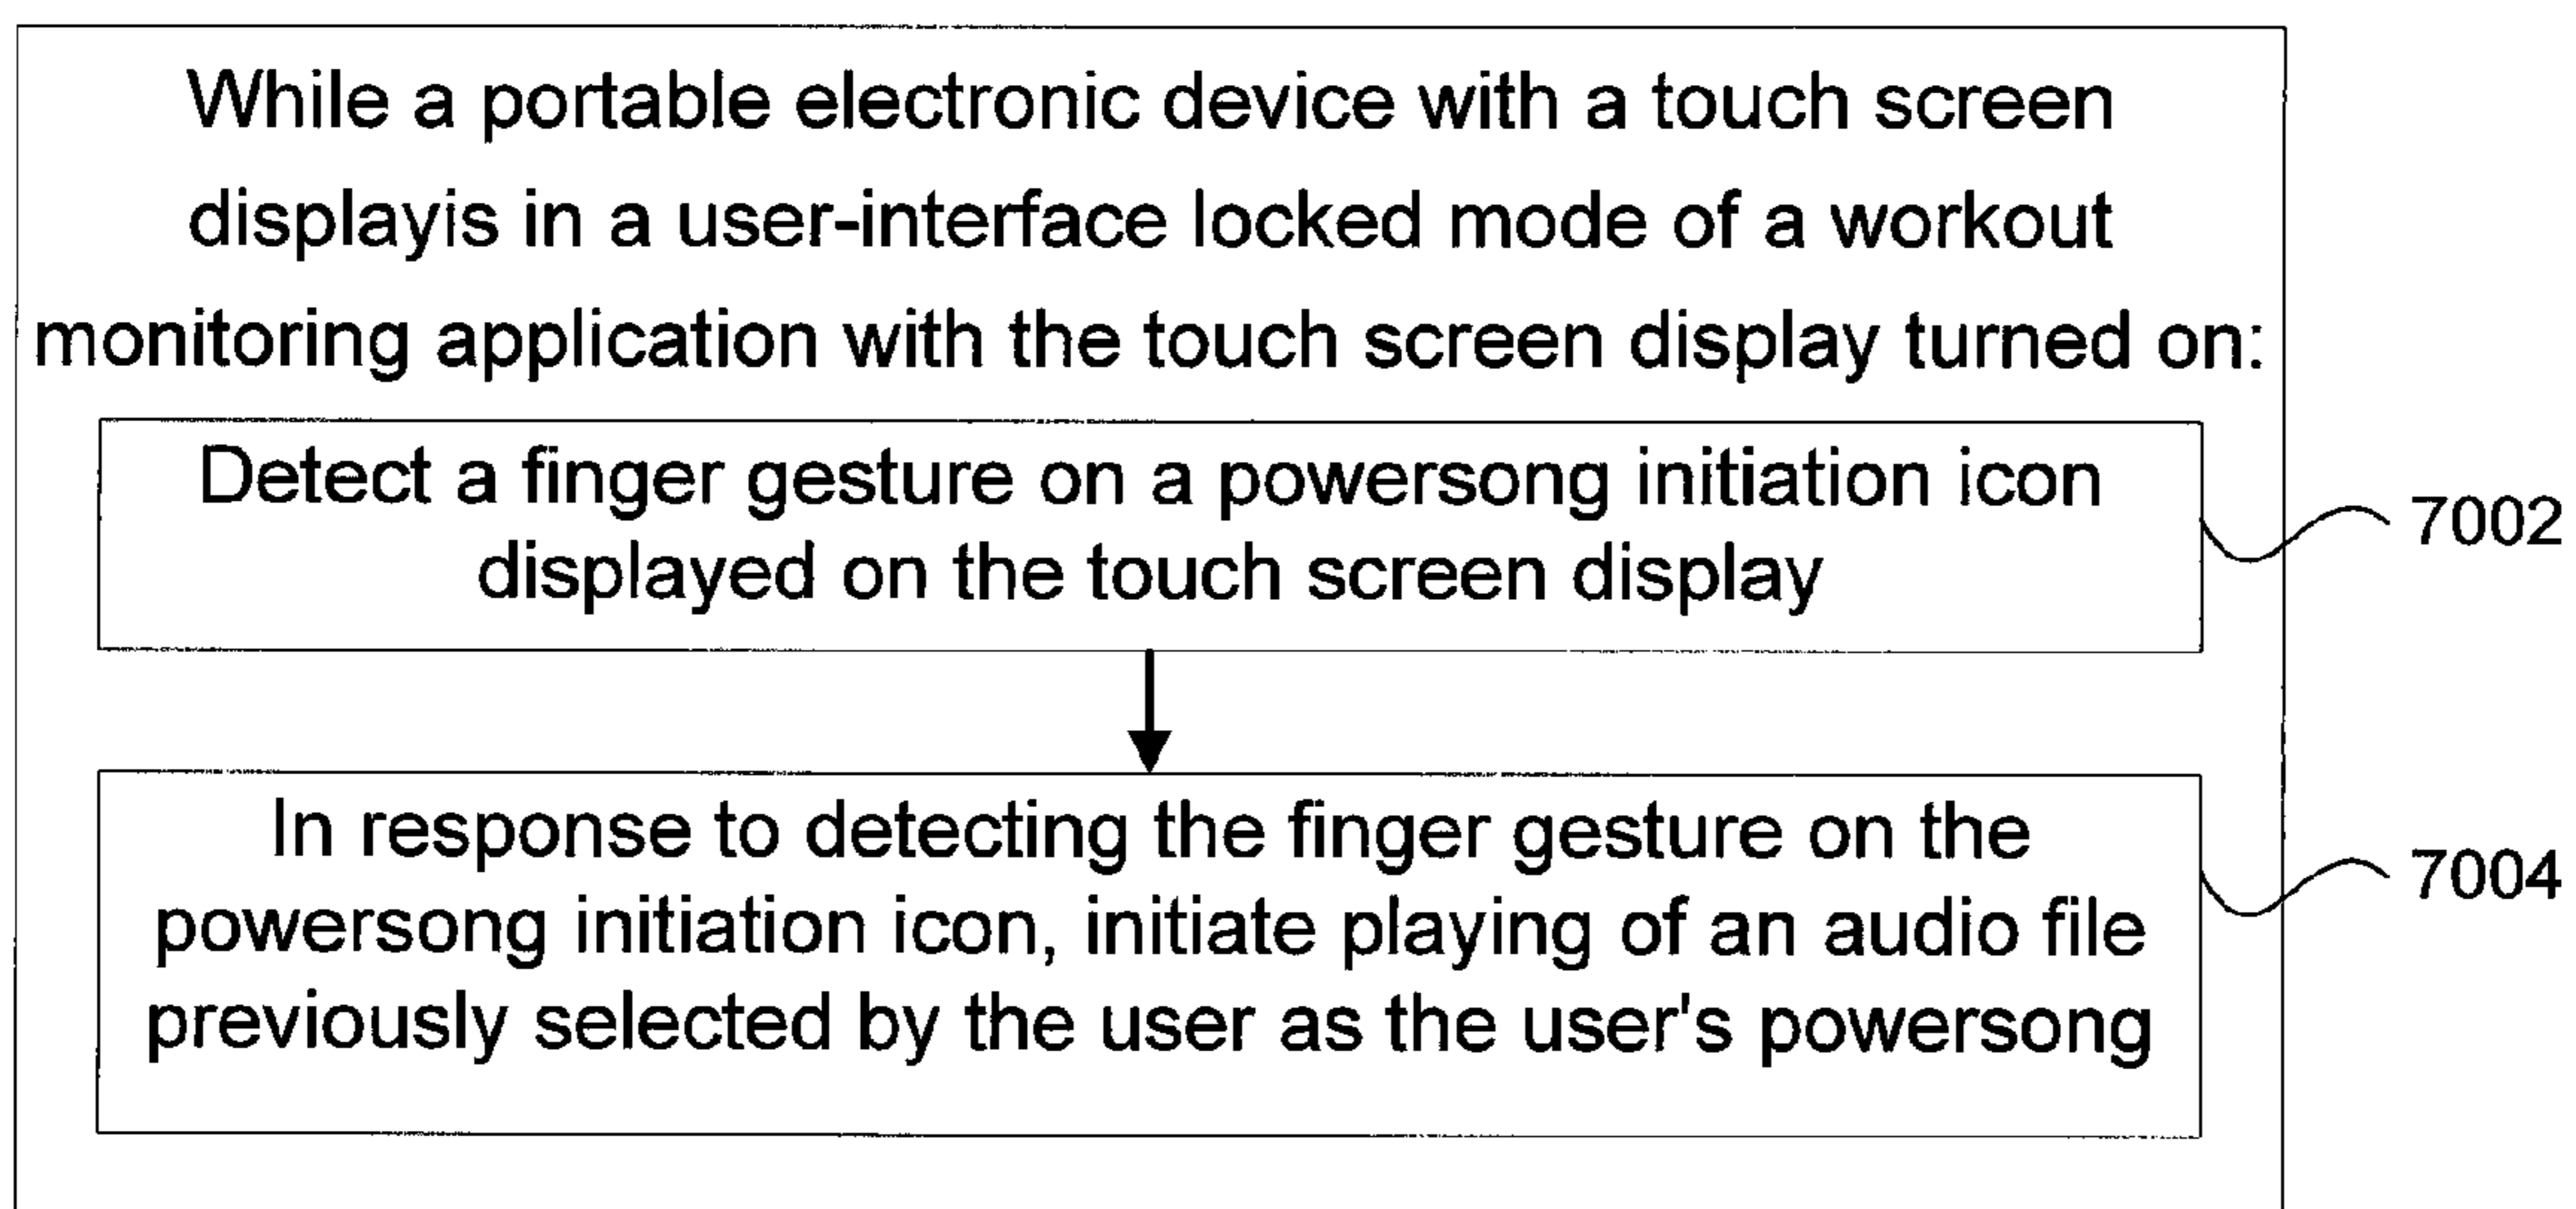 While a portable electronic device with a touch screen
displayis in a user-interface locked mode of a workout
monitoring application with the touch screen display turned on:
Detect a finger gesture on a powersong initiation icon
displayed on the touch screen display
7002
In response to detecting the finger gesture on the
powersong initiation icon, initiate playing of an audio file
previously selected by the user as the user's powersong
7004